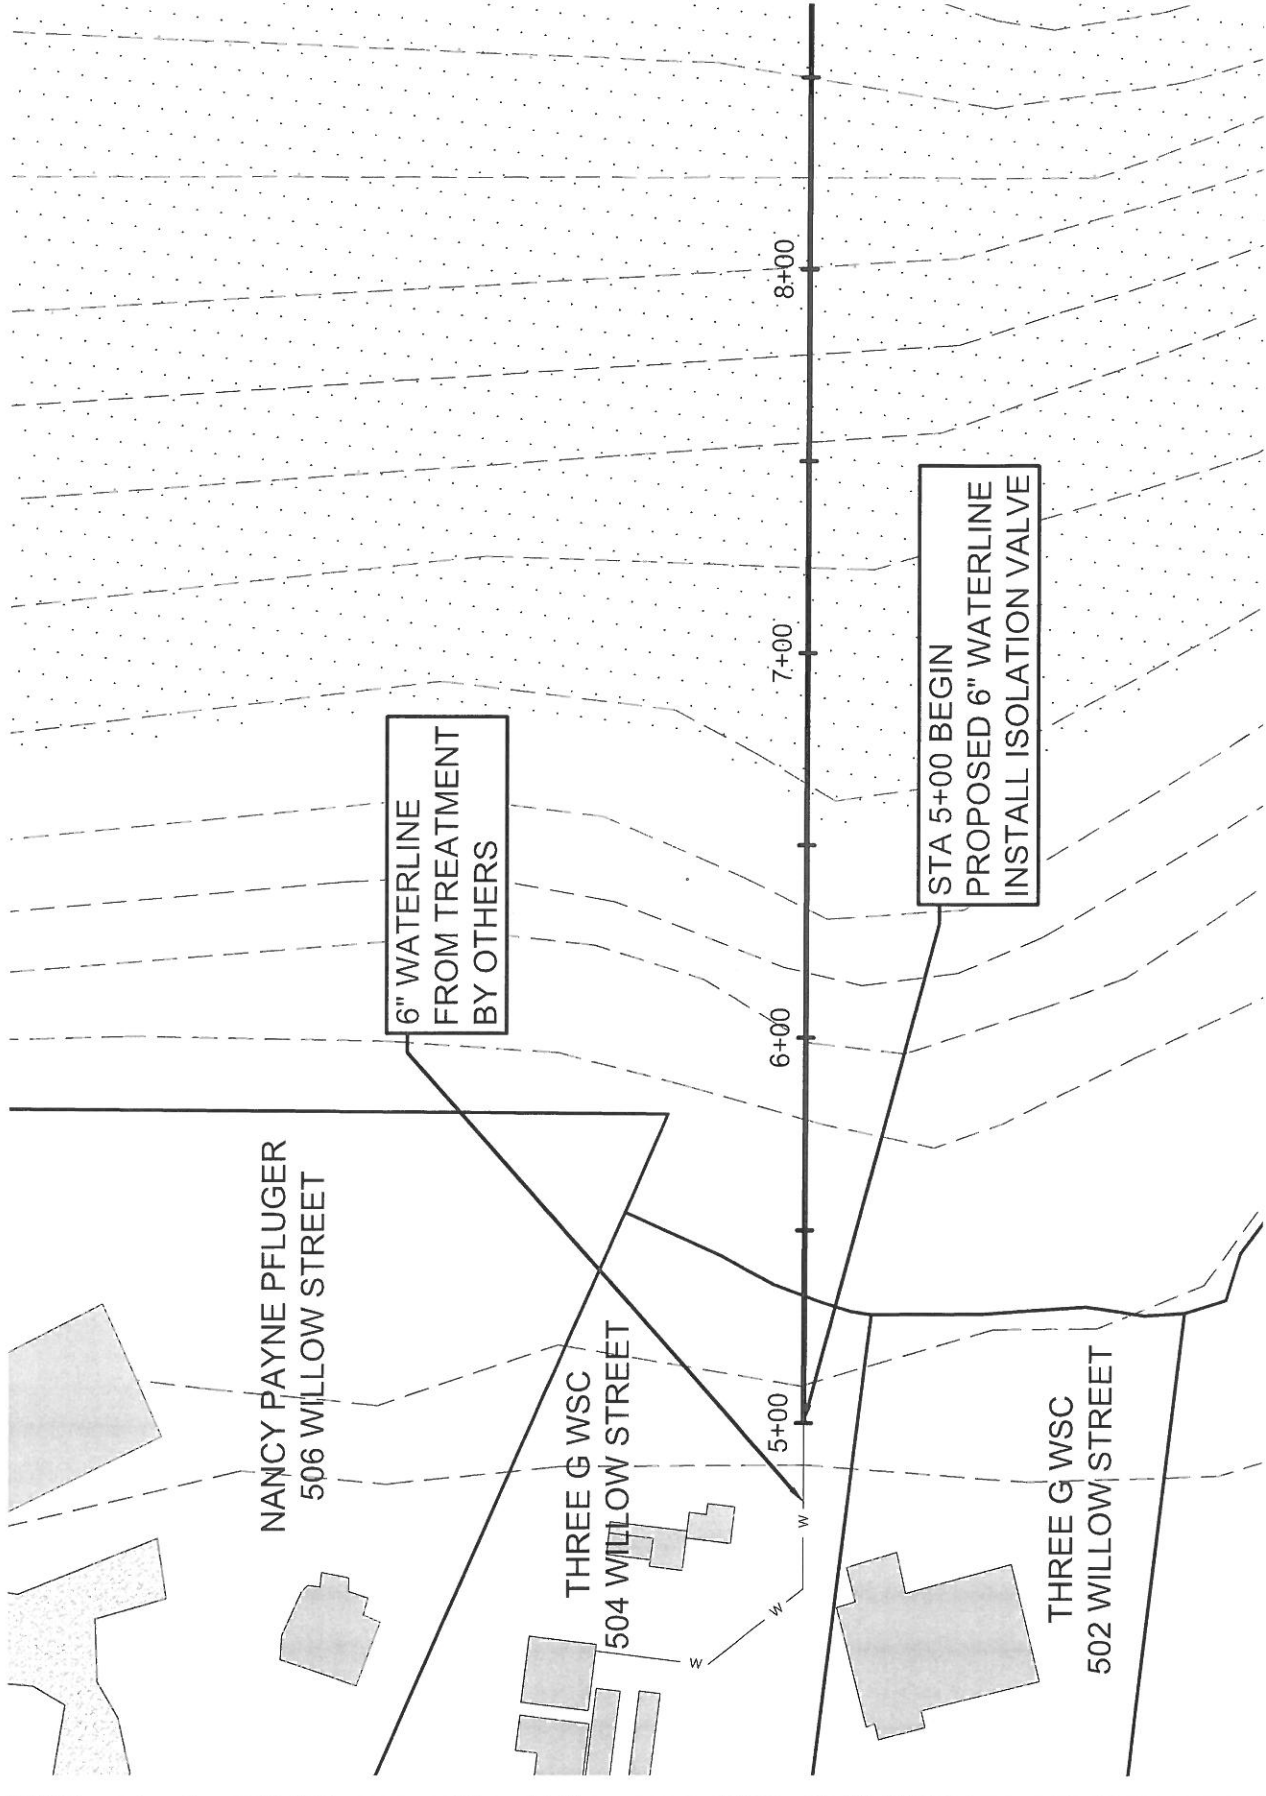 NANCY PAYNE PFLUGER
506 WILLOW STREET
6" WATERLINE
FROM TREATMENT
BY OTHERS
THREE G WSC
504 WILLOW STREET
w
w
w
5+00
6+00
7+00
8+00
STA 5+00 BEGIN
PROPOSED 6" WATERLINE
INSTALL ISOLATION VALVE
THREE G WSC
502 WILLOW STREET